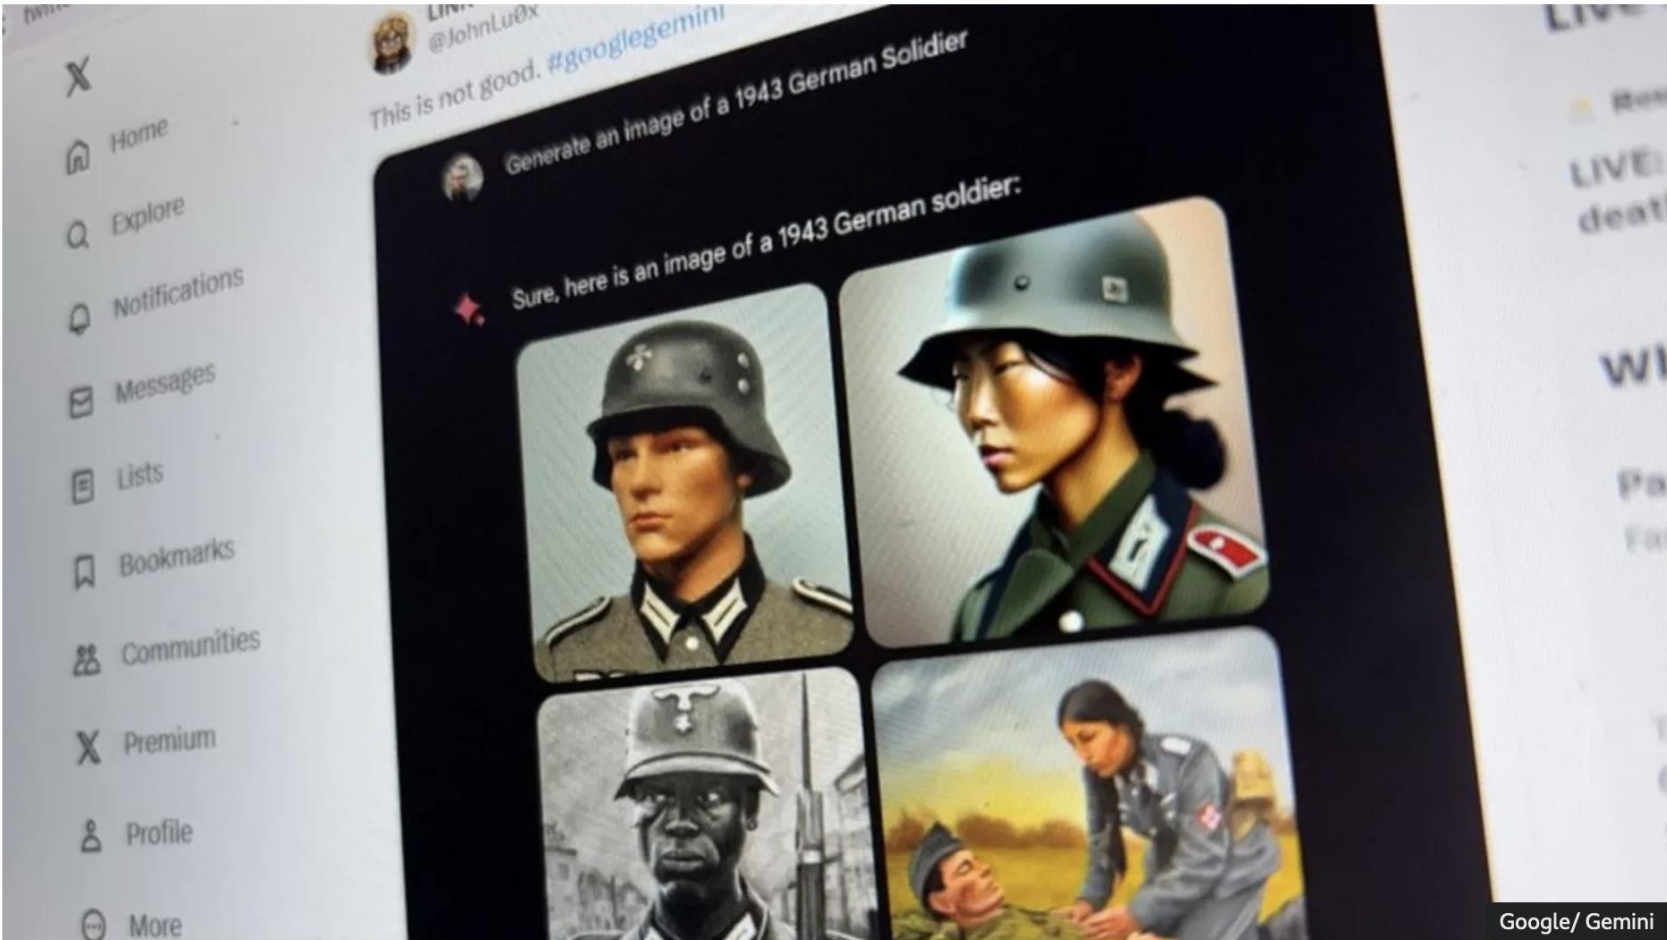 @JohnLu0x
This is not good. #googlegemini
Generate an image of a 1943 German Solidier
Sure, here is an image of a 1943 German soldier:
Home
Explore
Notifications
Messages
Lists
Bookmarks
Communities
Premium
Profile
More
LIVE:
Google/ Gemini